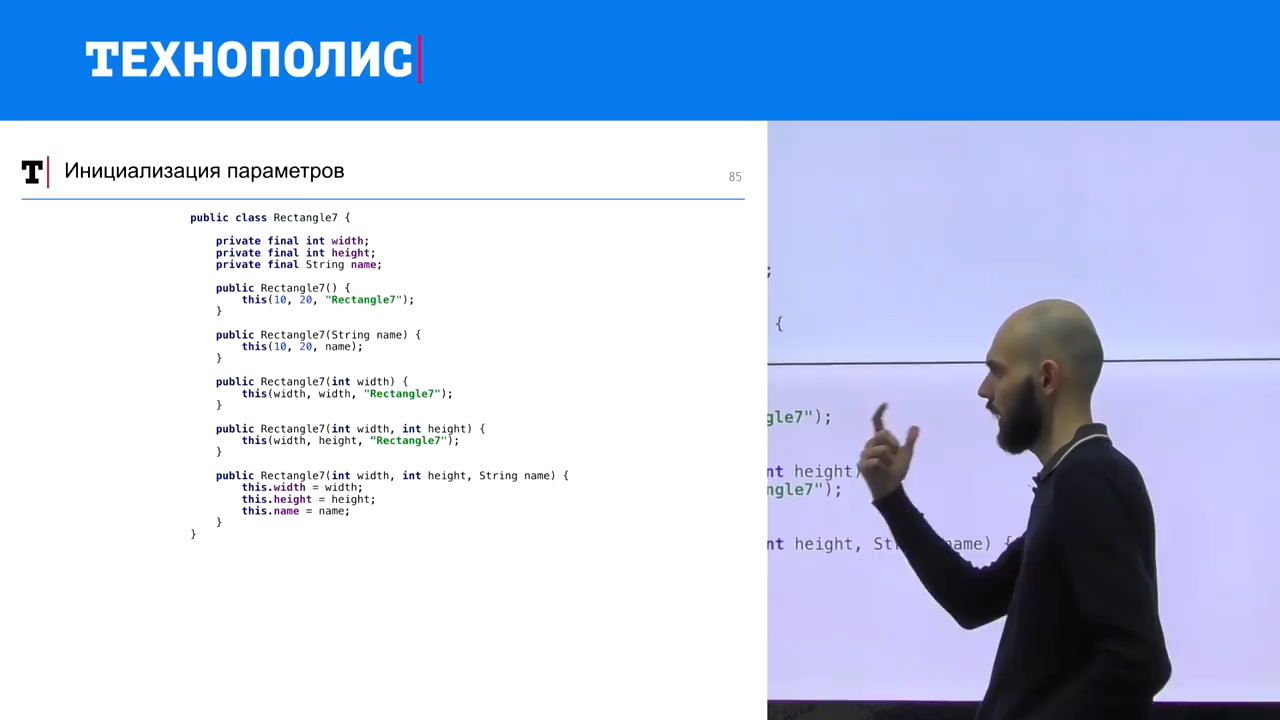 ТЕХНОПОЛИС
T Инициализация параметров
85
public class Rectangle7 {
private final int width;
private final int height;
private final String name;
public Rectangle7() {
this(10, 20, "Rectangle7");
}
public Rectangle7(String name) {
this(10, 20, name);
}
public Rectangle7(int width) {
this(width, width, "Rectangle7");
}
public Rectangle7(int width, int height) {
this(width, height, “Rectangle7");
}
public Rectangle7(int width, int height, String name) {
this.width = width;
this.height = height;
this.name = name;
}
}
;
{
gle7");
nt height)
ngle7");
nt height, St name) {